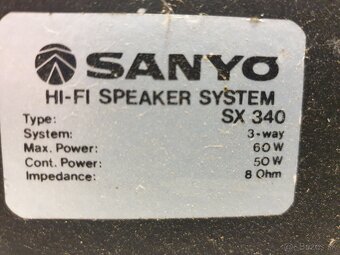 SANYO
HI-FI SPEAKER SYSTEM
Type: SX 340
System: 3-way
Max. Power: 60 W
Cont. Power: 50 W
Impedance: 8 Ohm